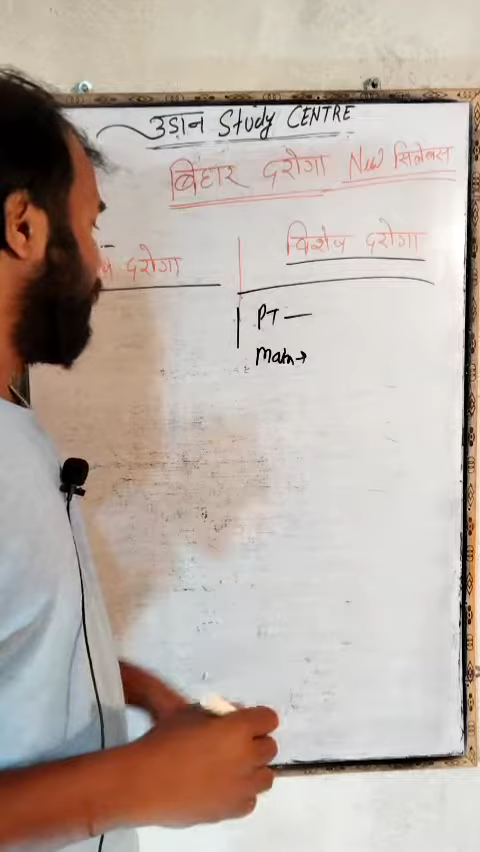 उड़ान Study CENTRE
बिहार दरोगा New सिलेबस
दरोगा
विशेष दरोगा
PT —
Main →